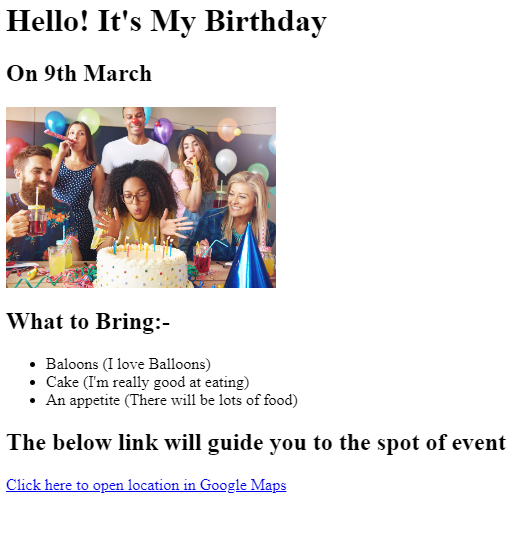 Hello! It's My Birthday
On 9th March
What to Bring:-
Baloons (I love Balloons)
Cake (I'm really good at eating)
An appetite (There will be lots of food)
The below link will guide you to the spot of event
Click here to open location in Google Maps